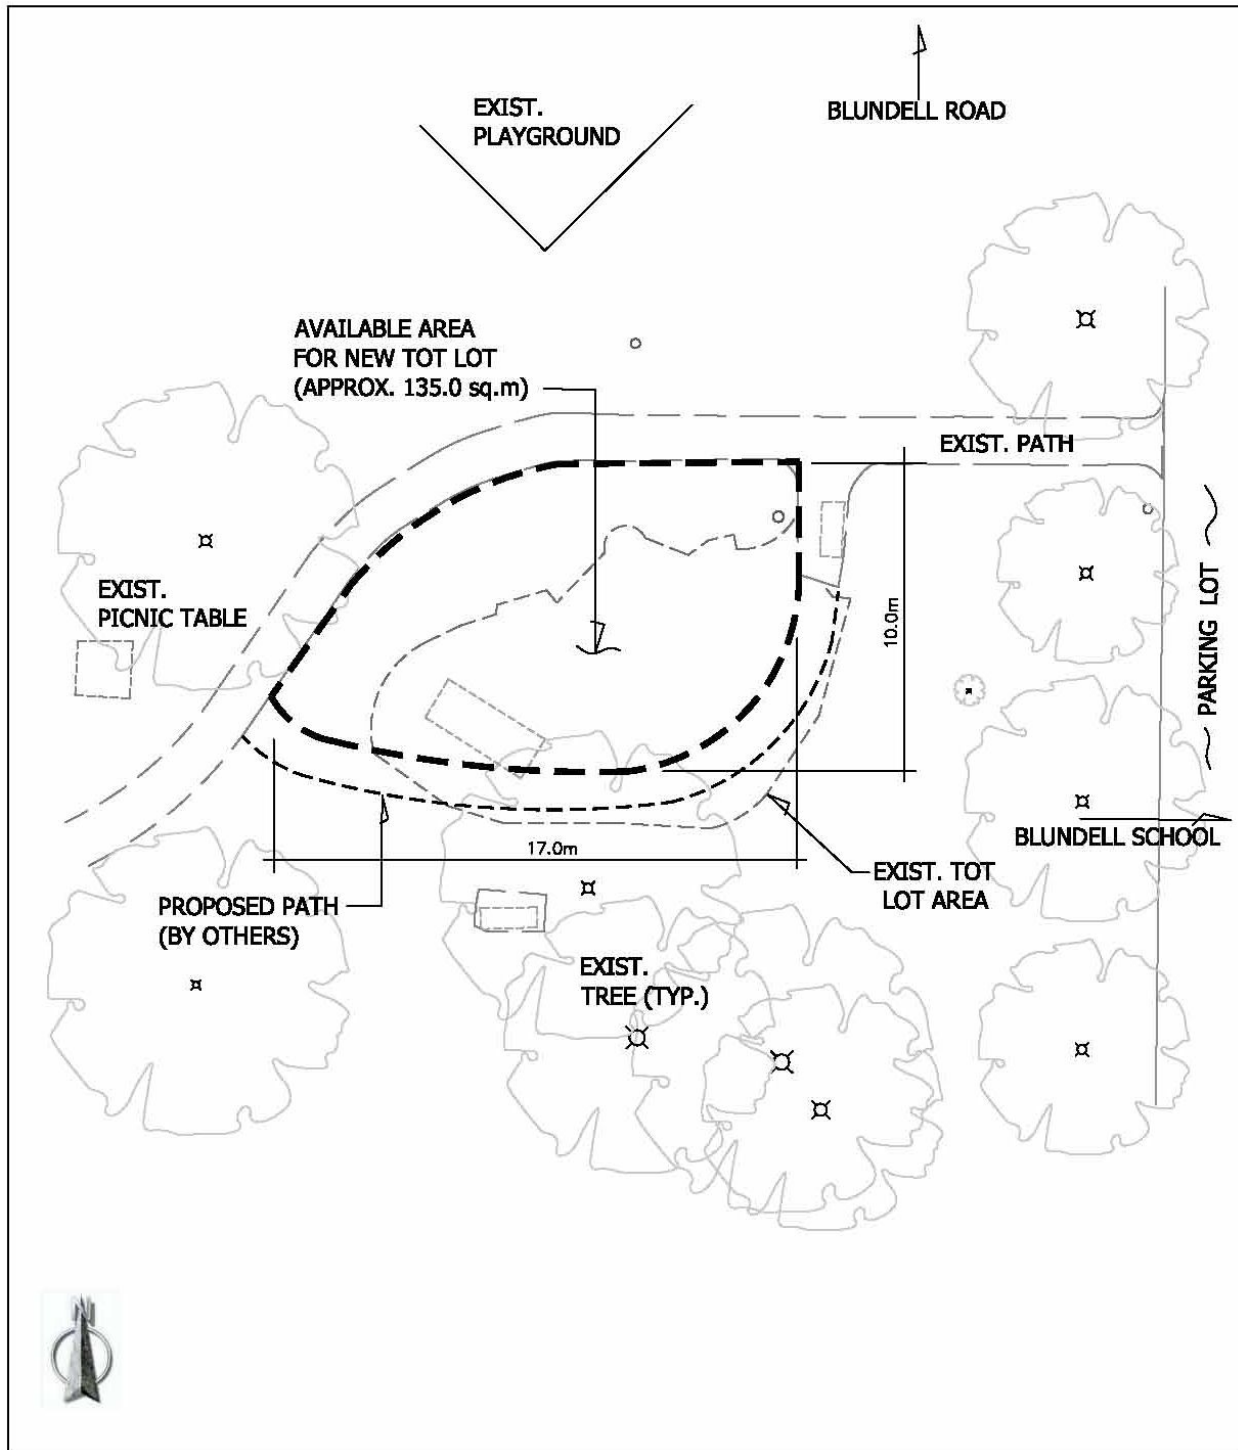 BLUNDELL ROAD
EXIST.
PLAYGROUND
AVAILABLE AREA
FOR NEW TOT LOT
(APPROX. 135.0 sq.m)
EXIST. PATH
EXIST.
PICNIC TABLE
10.0m
PARKING LOT
BLUNDELL SCHOOL
17.0m
EXIST. TOT
LOT AREA
PROPOSED PATH
(BY OTHERS)
EXIST.
TREE (TYP.)
N